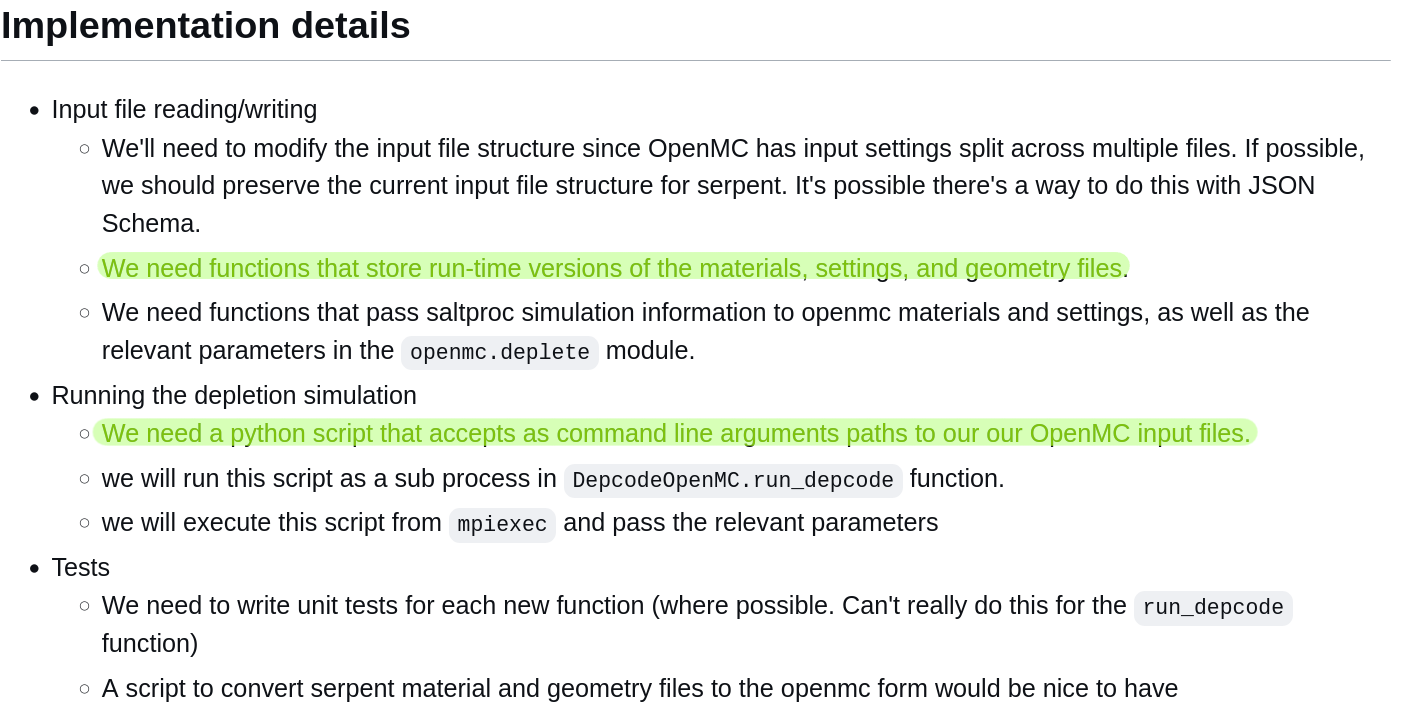 Implementation details
Input file reading/writing
We'll need to modify the input file structure since OpenMC has input settings split across multiple files. If possible,
we should preserve the current input file structure for serpent. It's possible there's a way to do this with JSON
Schema.
We need functions that store run-time versions of the materials, settings, and geometry files.
We need functions that pass saltproc simulation information to openmc materials and settings, as well as the
relevant parameters in the openmc.deplete module.
Running the depletion simulation
We need a python script that accepts as command line arguments paths to our our OpenMC input files.
we will run this script as a sub process in DepcodeOpenMC.run_depcode function.
we will execute this script from mpiexec and pass the relevant parameters
Tests
We need to write unit tests for each new function (where possible. Can't really do this for the run_depcode
function)
A script to convert serpent material and geometry files to the openmc form would be nice to have